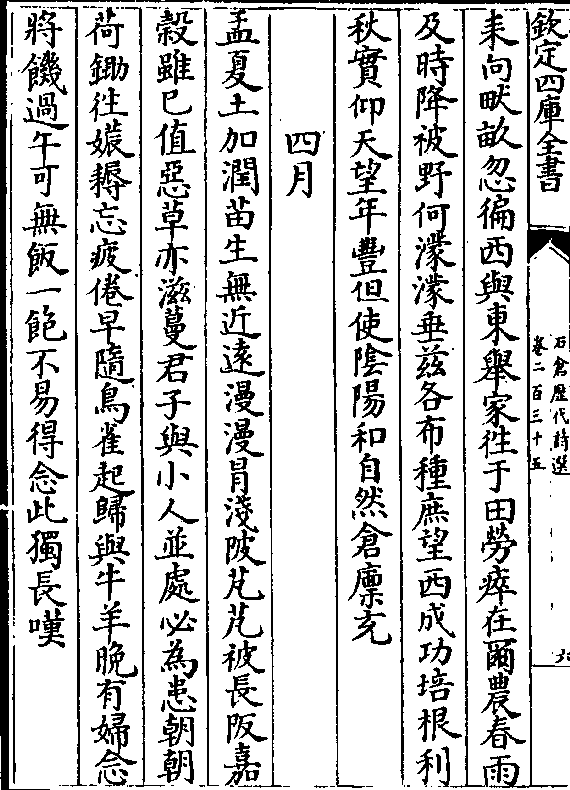 欽定四庫全書
石倉歴代詩選
卷二百三十五
六
耒向畎畝忽徧西與東舉家徃于田勞瘁在爾農春雨
及時降被野何濛濛垂兹各布種庶望西成功培根利
秋實仰天望年豐但使陰陽和自然倉廪充
四月
孟夏土加潤苗生無近逺漫漫冐淺陂芃芃被長阪嘉
穀雖已值惡草亦滋蔓君子與小人並處必為患朝朝
荷鋤徃嫇耨忘疲倦旦隨鳥雀起歸與牛羊晚有婦念
將饑過午可無飯一飽不易得念此獨長嘆